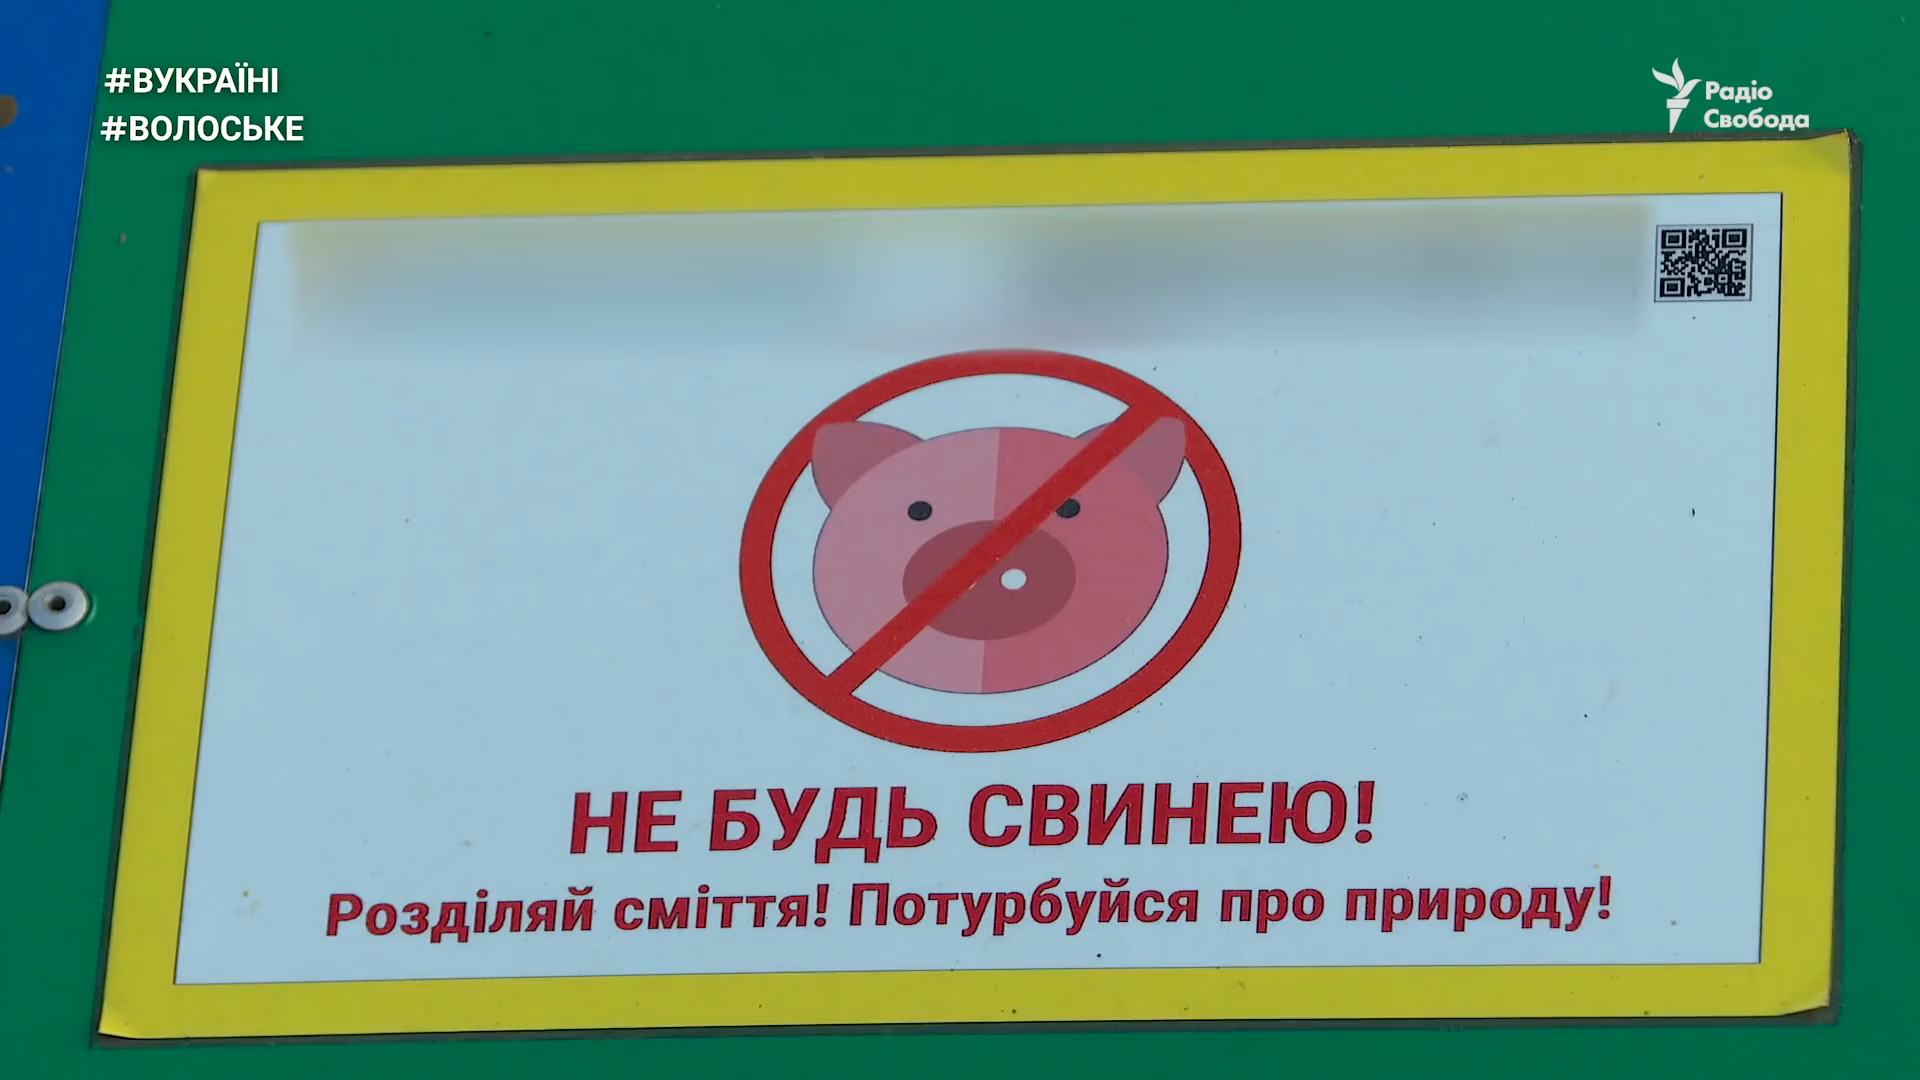 #ВУКРАЇНІ
#ВОЛОСЬКЕ
Радіо
Свобода
НЕ БУДЬ СВИНЕЮ!
Розділяй сміття! Потурбуйся про природу!